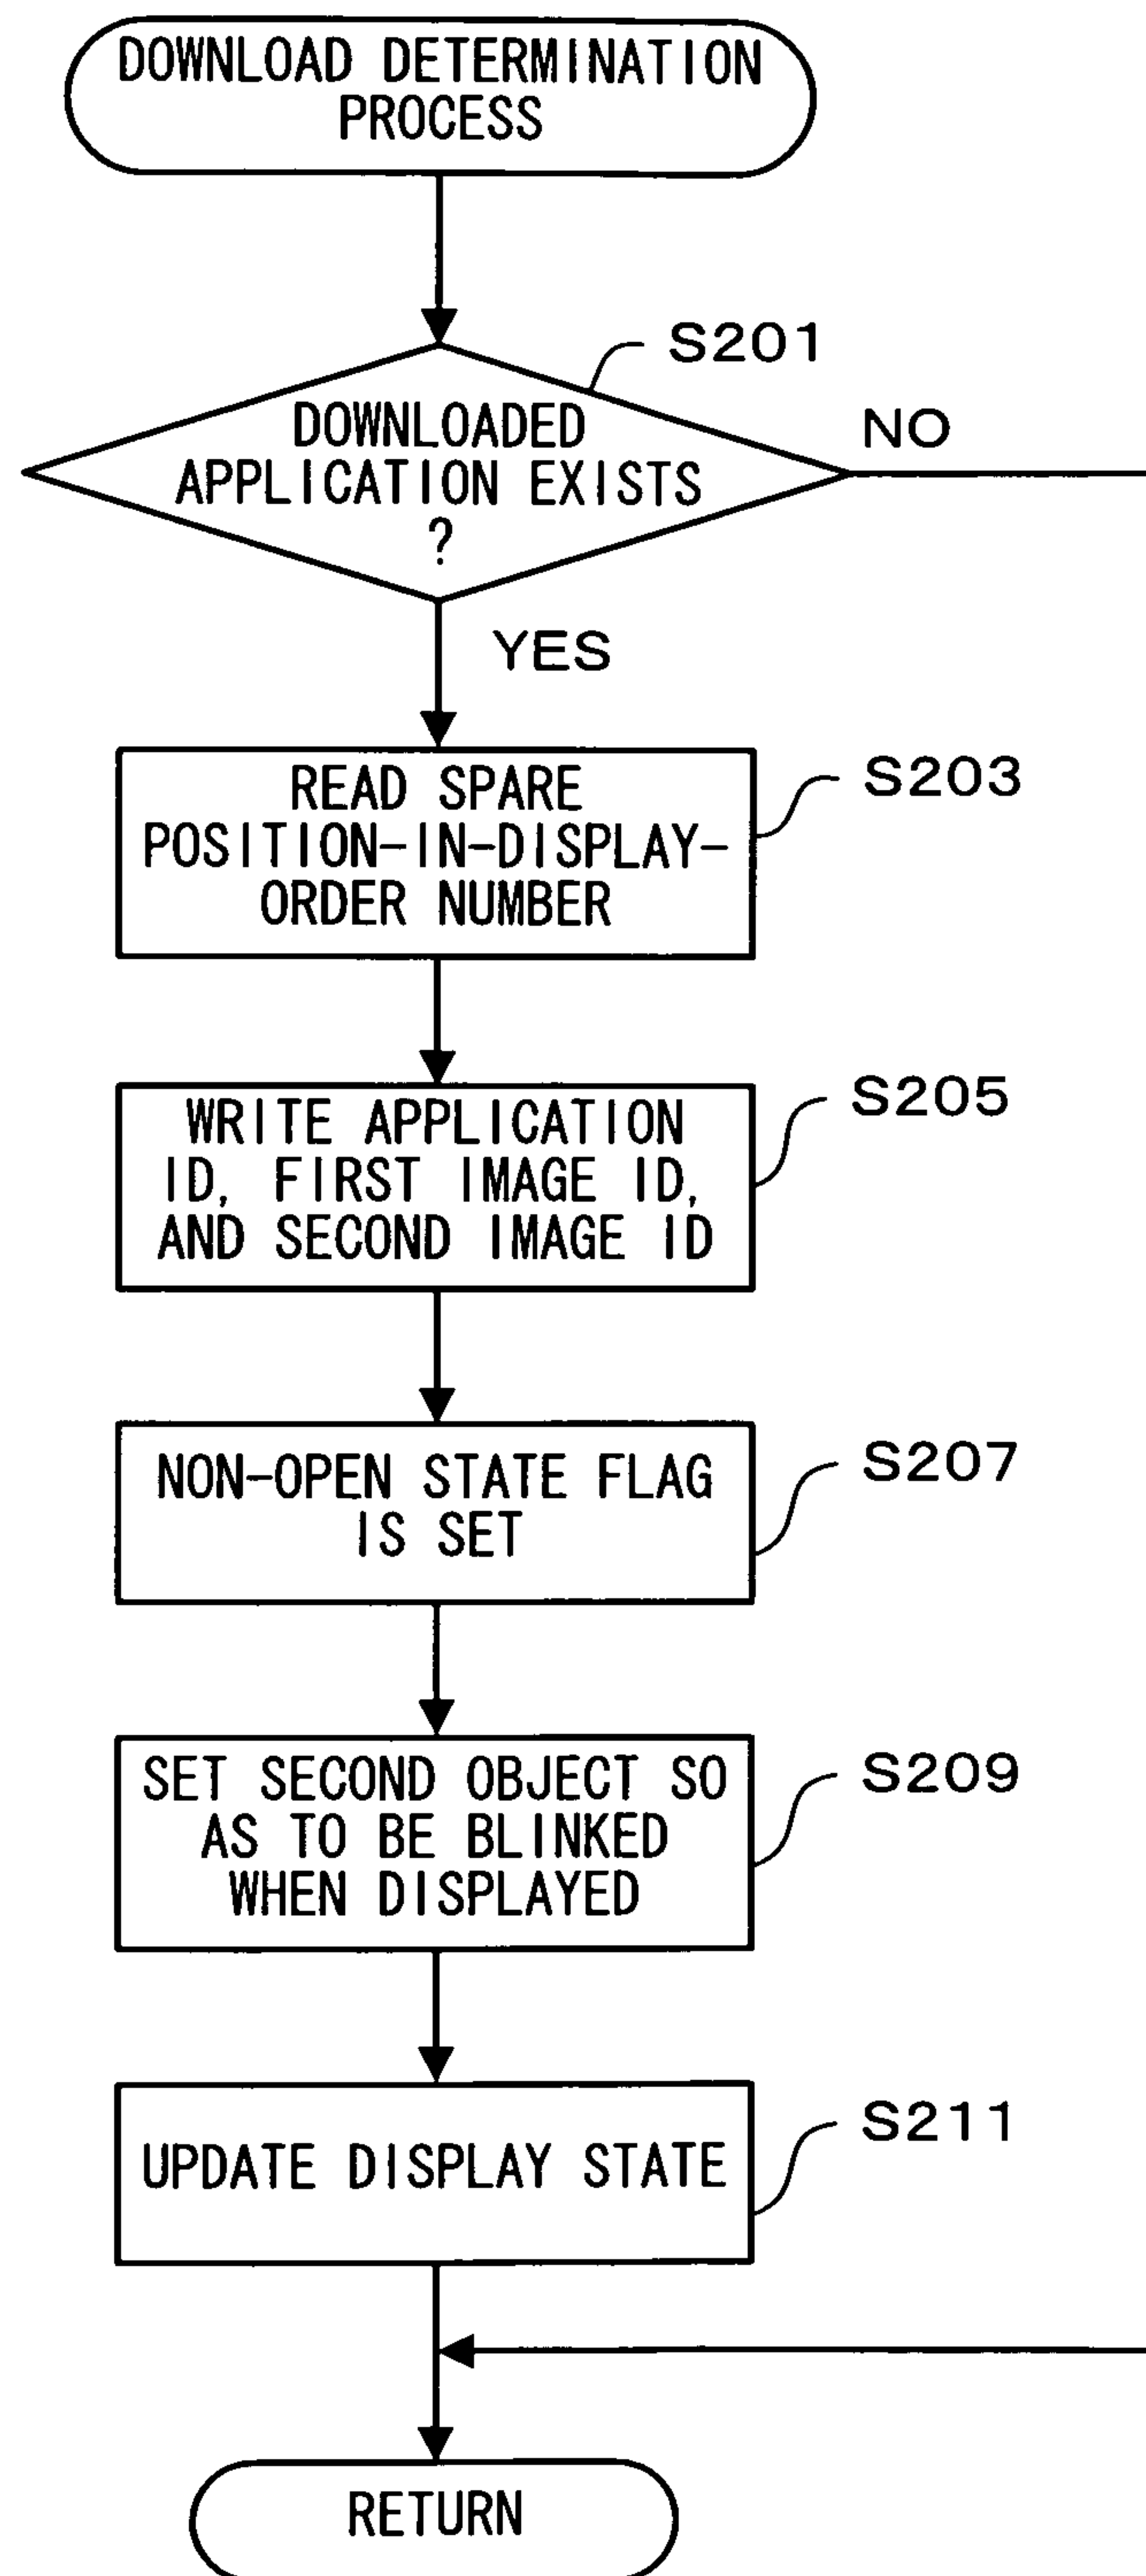 DOWNLOAD DETERMINATION
PROCESS
S201
DOWNLOADED
APPLICATION EXISTS
?
NO
YES
READ SPARE
POSITION-IN-DISPLAY-
ORDER NUMBER
S203
WRITE APPLICATION
ID, FIRST IMAGE ID,
AND SECOND IMAGE ID
S205
NON-OPEN STATE FLAG
IS SET
S207
SET SECOND OBJECT SO
AS TO BE BLINKED
WHEN DISPLAYED
S209
UPDATE DISPLAY STATE
S211
RETURN